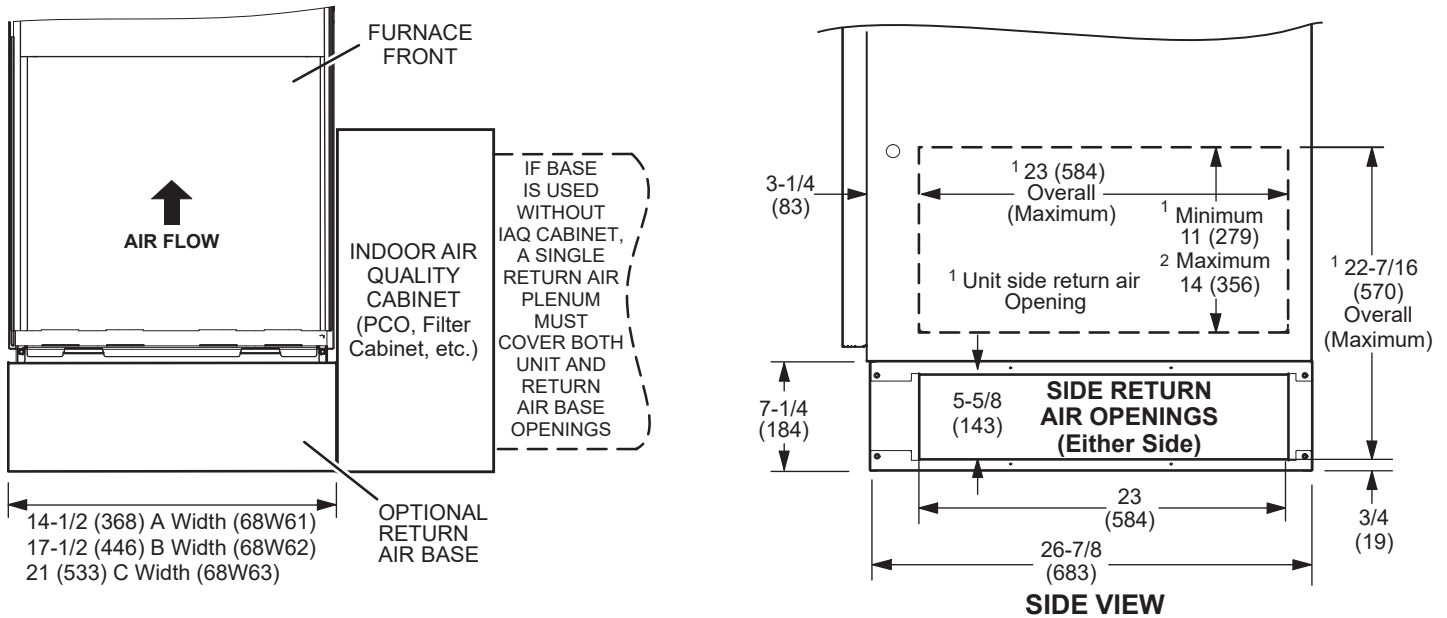 FURNACE
FRONT
AIR FLOW
INDOOR AIR
QUALITY
CABINET
(PCO, Filter
Cabinet, etc.)
IF BASE
IS USED
WITHOUT
IAQ CABINET,
A SINGLE
RETURN AIR
PLENUM
MUST
COVER BOTH
UNIT AND
RETURN
AIR BASE
OPENINGS
14-1/2 (368) A Width (68W61)
17-1/2 (446) B Width (68W62)
21 (533) C Width (68W63)
OPTIONAL
RETURN
AIR BASE
3-1/4
(83)
1 23 (584)
Overall
(Maximum)
1 Minimum
11 (279)
2 Maximum
14 (356)
1 Unit side return air
Opening
1 22-7/16
(570)
Overall
(Maximum)
7-1/4
(184)
5-5/8
(143)
SIDE RETURN
AIR OPENINGS
(Either Side)
23
(584)
3/4
(19)
26-7/8
(683)
SIDE VIEW